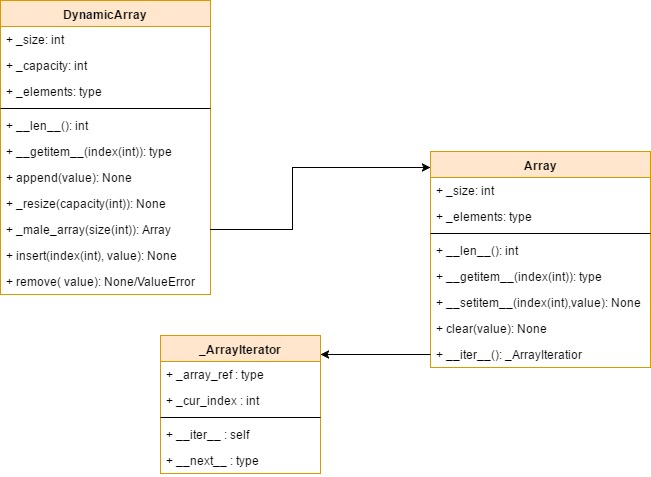 DynamicArray
+ _size: int
+ _capacity: int
+ _elements: type
+ __len__(): int
+ __getitem__(index(int)): type
+ append(value): None
+ _resize(capacity(int)): None
+ _male_array(size(int)): Array
+ insert(index(int), value): None
+ remove( value): None/ValueError
Array
+ _size: int
+ _elements: type
+ __len__(): int
+ __getitem__(index(int)): type
+ __setitem__(index(int),value): None
+ clear(value): None
+ __iter__(): _ArrayIteratior
_ArrayIterator
+ _array_ref : type
+ _cur_index : int
+ __iter__ : self
+ __next__ : type